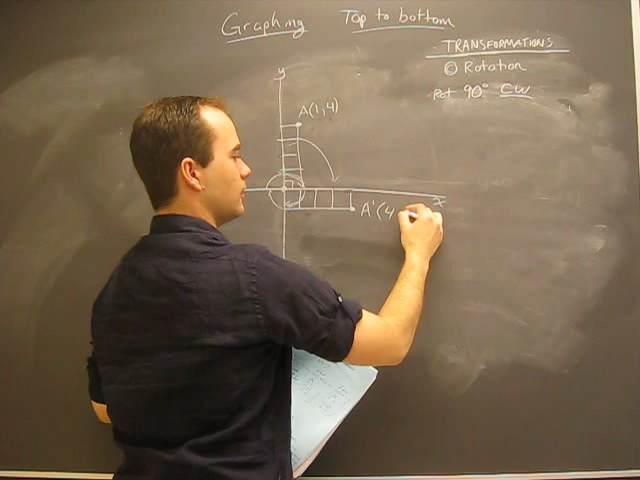 Graphing Top to bottom
TRANSFORMATIONS
© Rotation
Rot 90° CW
y
A(1,4)
x
A'(4